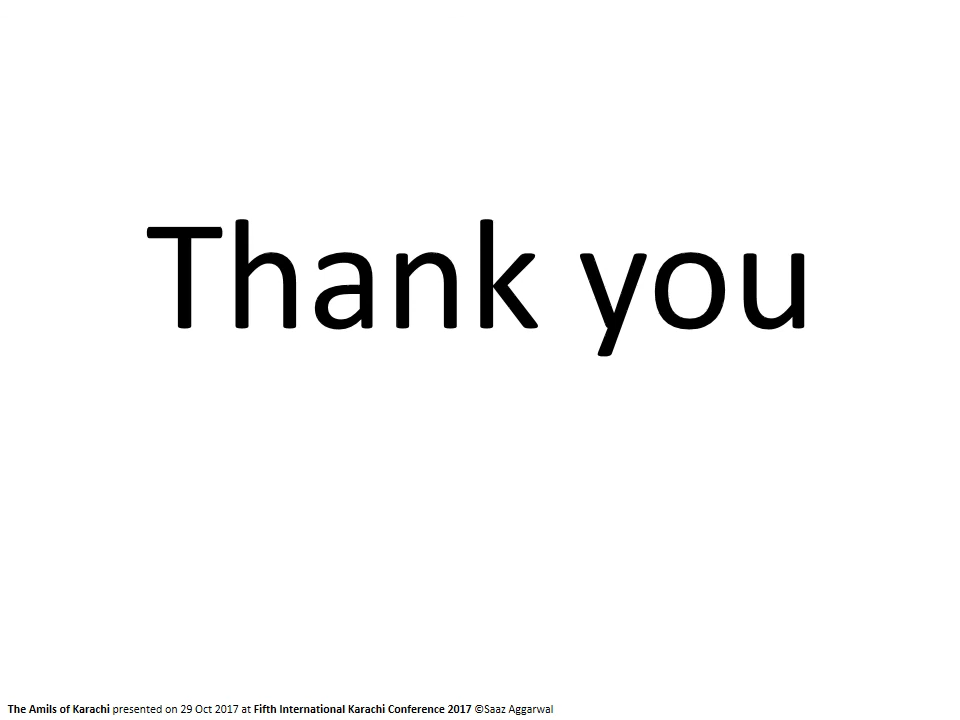 Thank you
The Amils of Karachi presented on 29 Oct 2017 at Fifth International Karachi Conference 2017 ©Saaz Aggarwal